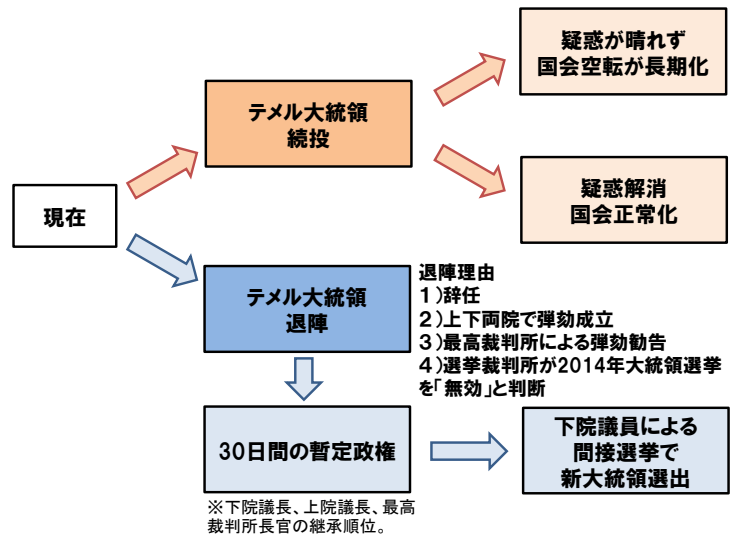 疑惑が晴れず
国会空転が長期化
テメル大統領
続投
疑惑解消
国会正常化
現在
テメル大統領
退陣
退陣理由
1)辞任
2)上下両院で弾劾成立
3)最高裁判所による弾劾勧告
4)選挙裁判所が2014年大統領選挙
を「無効」と判断
30日間の暫定政権
下院議員による
間接選挙で
新大統領選出
※下院議長、上院議長、最高
裁判所長官の継承順位。